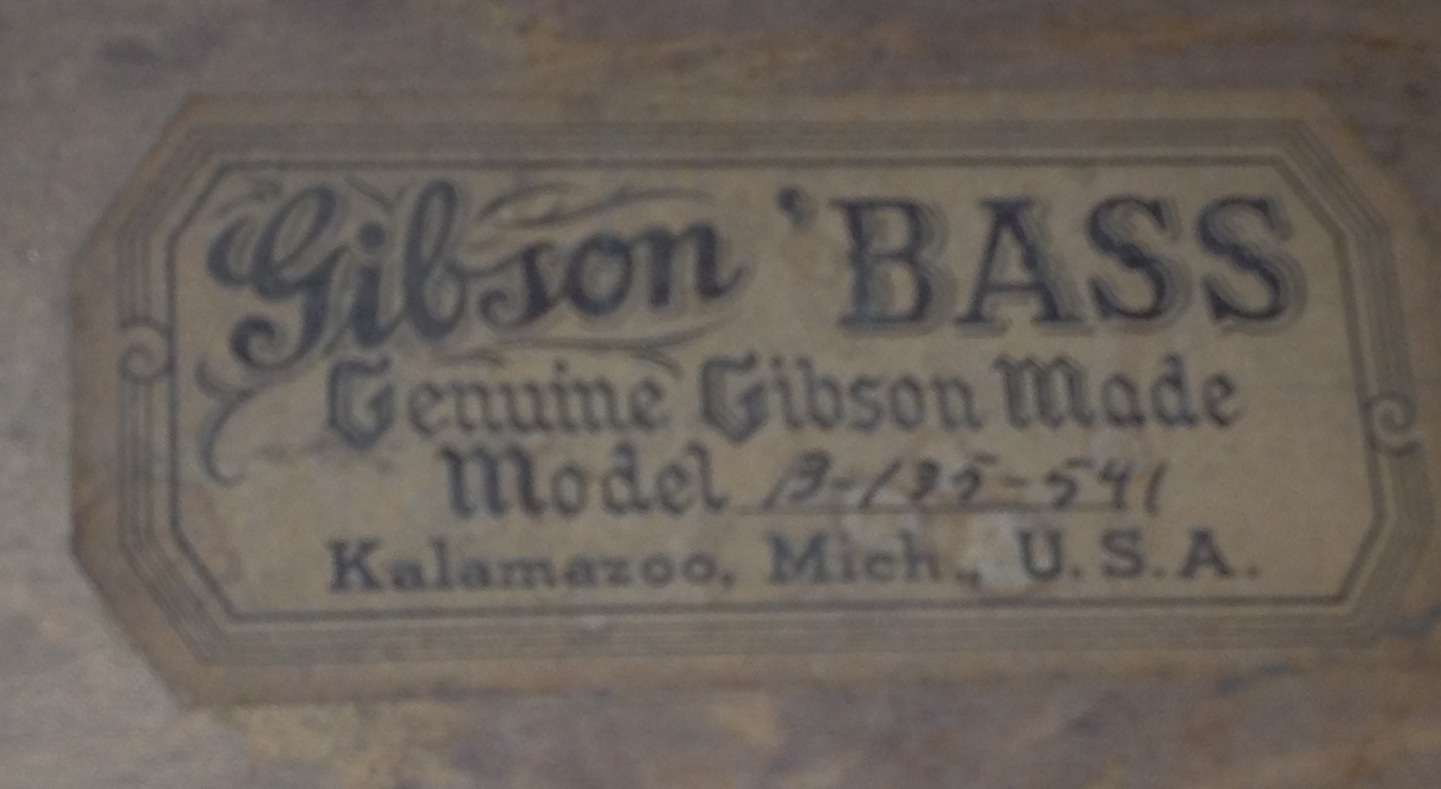 Gibson 'BASS
Genuine Gibson Made
Model B-135-541
Kalamazoo, Mich., U.S.A.